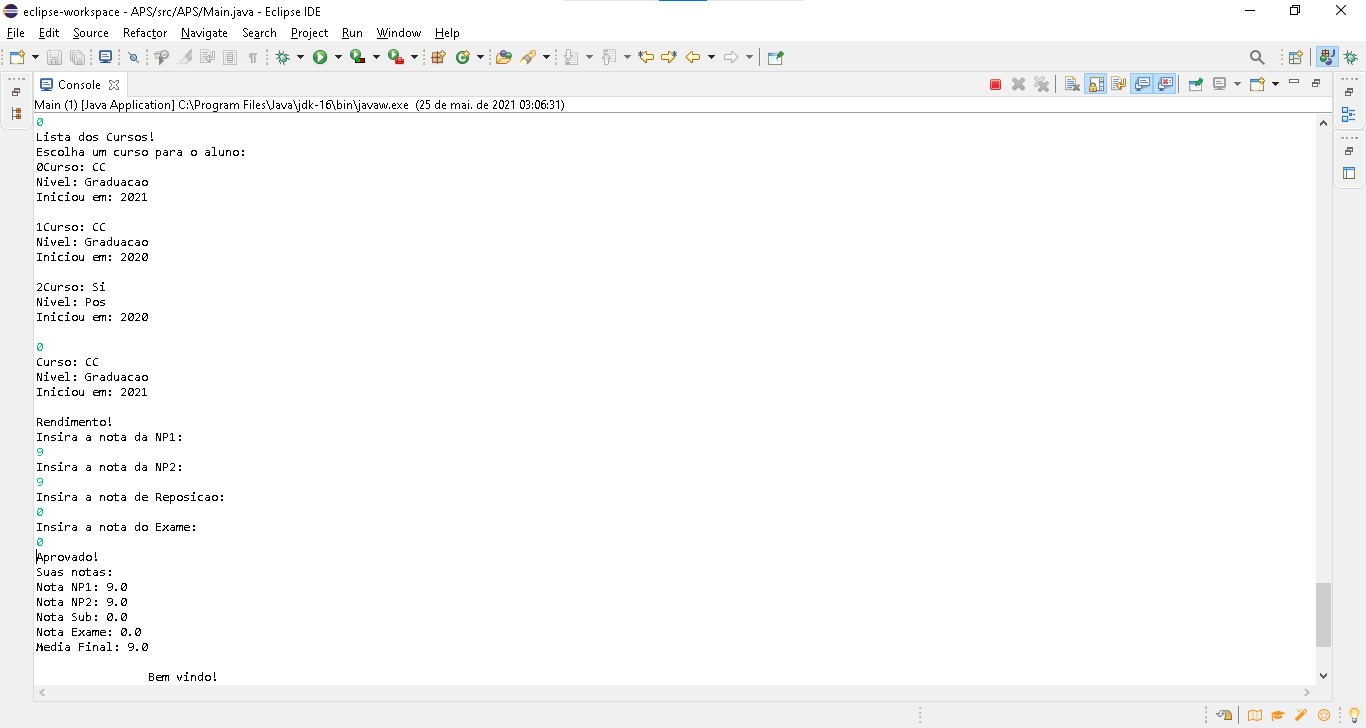 eclipse-workspace - APS/src/APS/Main.java - Eclipse IDE
File Edit Source Refactor Navigate Search Project Run Window Help
Console
Main (1) [Java Application] C:\Program Files\Java\jdk-16\bin\javaw.exe (25 de mai. de 2021 03:06:31)
0
Lista dos Cursos!
Escolha um curso para o aluno:
0Curso: CC
Nivel: Graduacao
Iniciou em: 2021
1Curso: CC
Nivel: Graduacao
Iniciou em: 2020
2Curso: Si
Nivel: Pos
Iniciou em: 2020
0
Curso: CC
Nivel: Graduacao
Iniciou em: 2021
Rendimento!
Insira a nota da NP1:
9
Insira a nota da NP2:
9
Insira a nota de Reposicao:
0
Insira a nota do Exame:
0
Aprovado!
Suas notas:
Nota NP1: 9.0
Nota NP2: 9.0
Nota Sub: 0.0
Nota Exame: 0.0
Media Final: 9.0
Bem vindo!